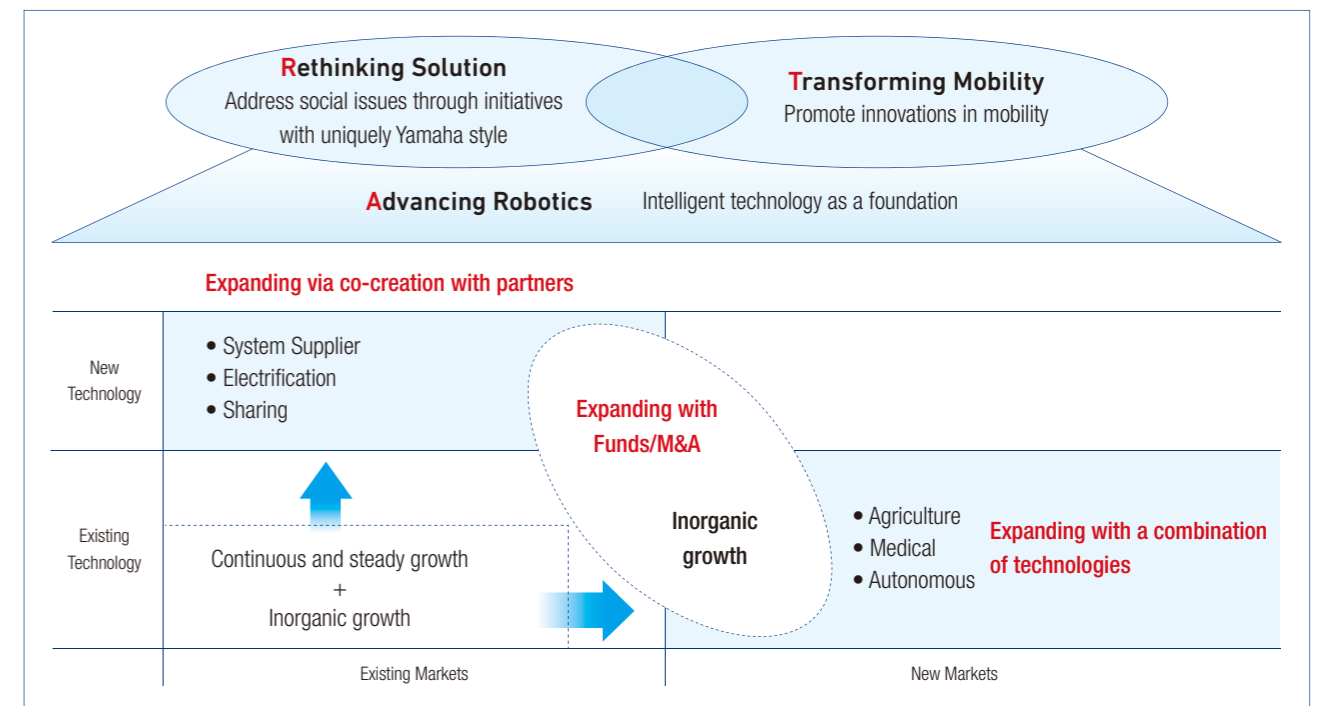 Rethinking Solution
Address social issues through initiatives
with uniquely Yamaha style
Transforming Mobility
Promote innovations in mobility
Advancing Robotics
Intelligent technology as a foundation
Expanding via co-creation with partners
New
Technology
• System Supplier
• Electrification
• Sharing
Expanding with
Funds/M&A
Inorganic
growth
Existing
Technology
Continuous and steady growth
+
Inorganic growth
• Agriculture
• Medical
• Autonomous
Expanding with a combination
of technologies
Existing Markets
New Markets